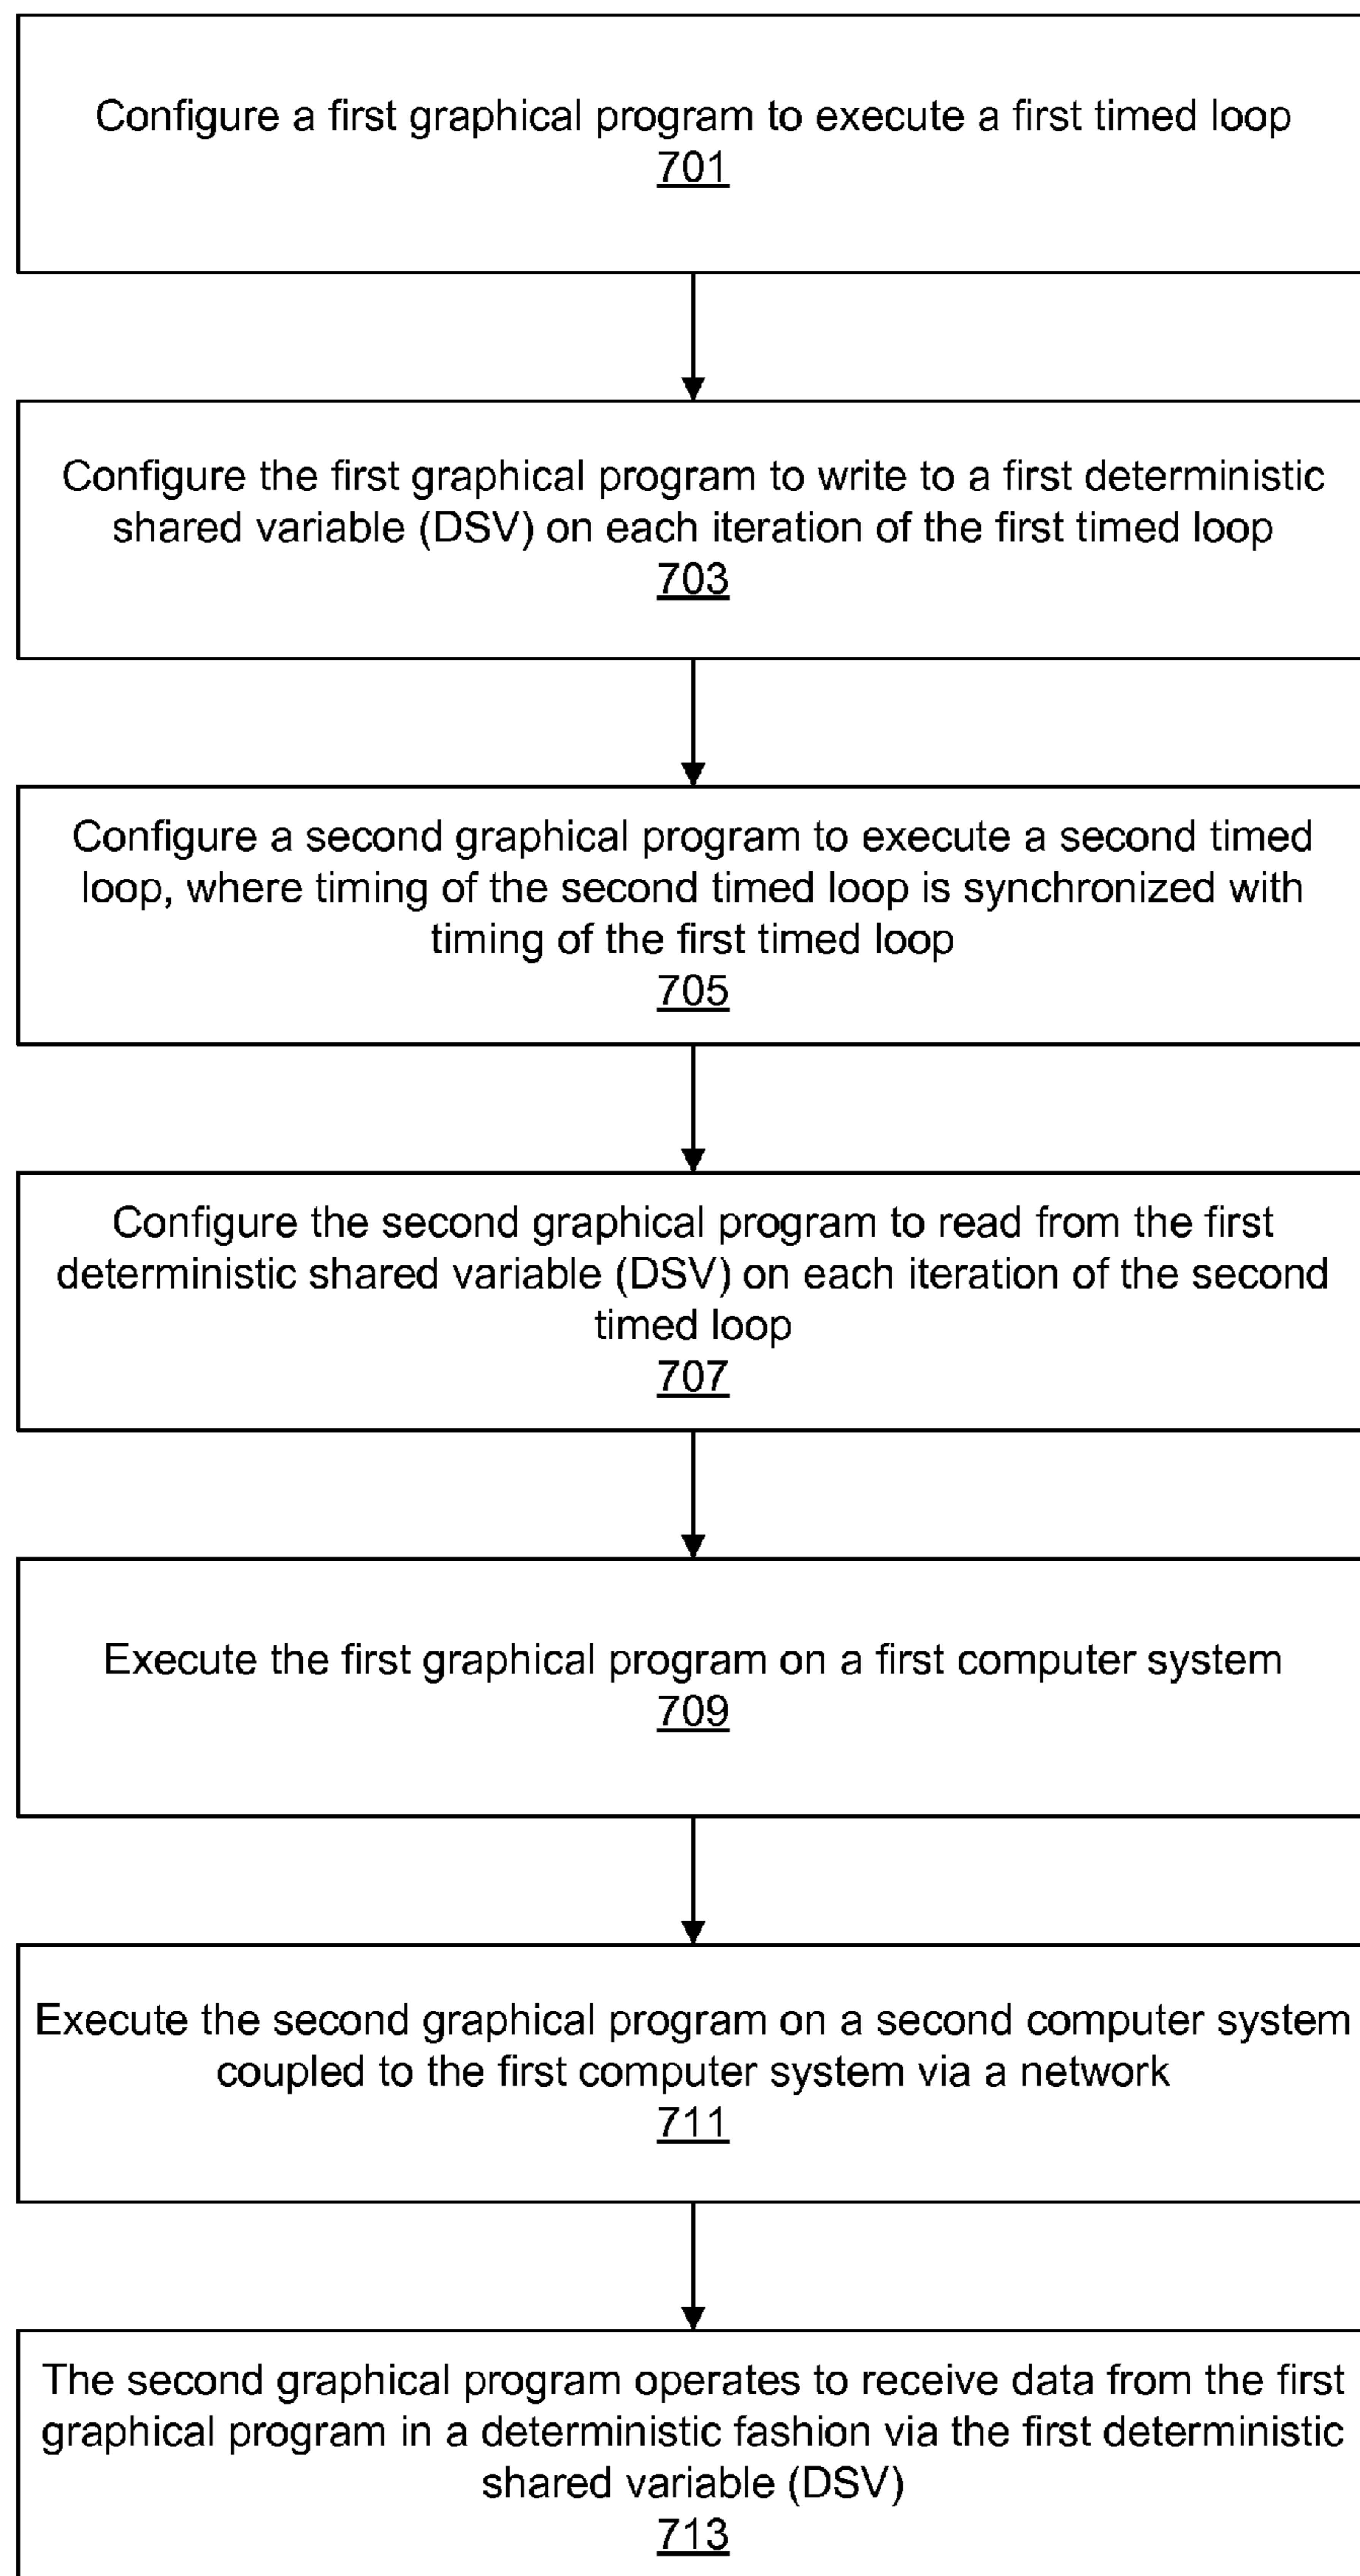 Configure a first graphical program to execute a first timed loop
701
Configure the first graphical program to write to a first deterministic
shared variable (DSV) on each iteration of the first timed loop
703
Configure a second graphical program to execute a second timed
loop, where timing of the second timed loop is synchronized with
timing of the first timed loop
705
Configure the second graphical program to read from the first
deterministic shared variable (DSV) on each iteration of the second
timed loop
707
Execute the first graphical program on a first computer system
709
Execute the second graphical program on a second computer system
coupled to the first computer system via a network
711
The second graphical program operates to receive data from the first
graphical program in a deterministic fashion via the first deterministic
shared variable (DSV)
713